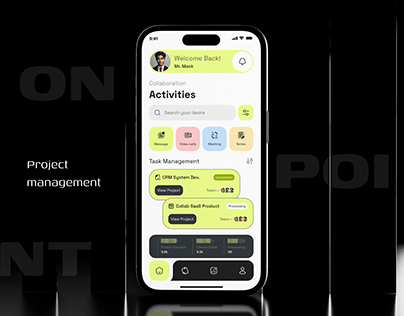 ON
POI
NT
Project
management
9:41
Welcome Back!
Mr. Mack
Collaboration
Activities
Search your desire
Message
Video calls
Meeting
Notes
Task Management
CRM System Dev.
View Project
Team
Collab SaaS Product
Processing
View Project
Team